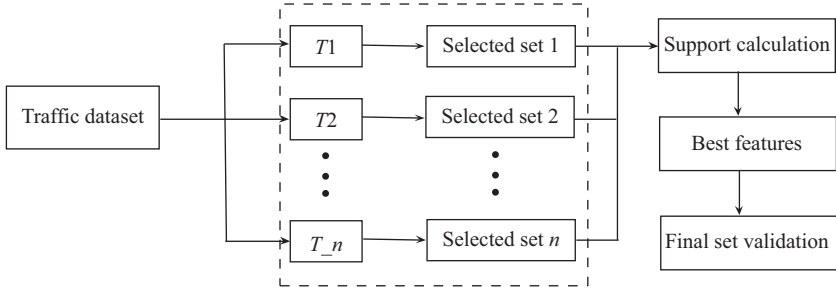 Traffic dataset
T1
Selected set 1
T2
Selected set 2
T_n
Selected set n
Support calculation
Best features
Final set validation